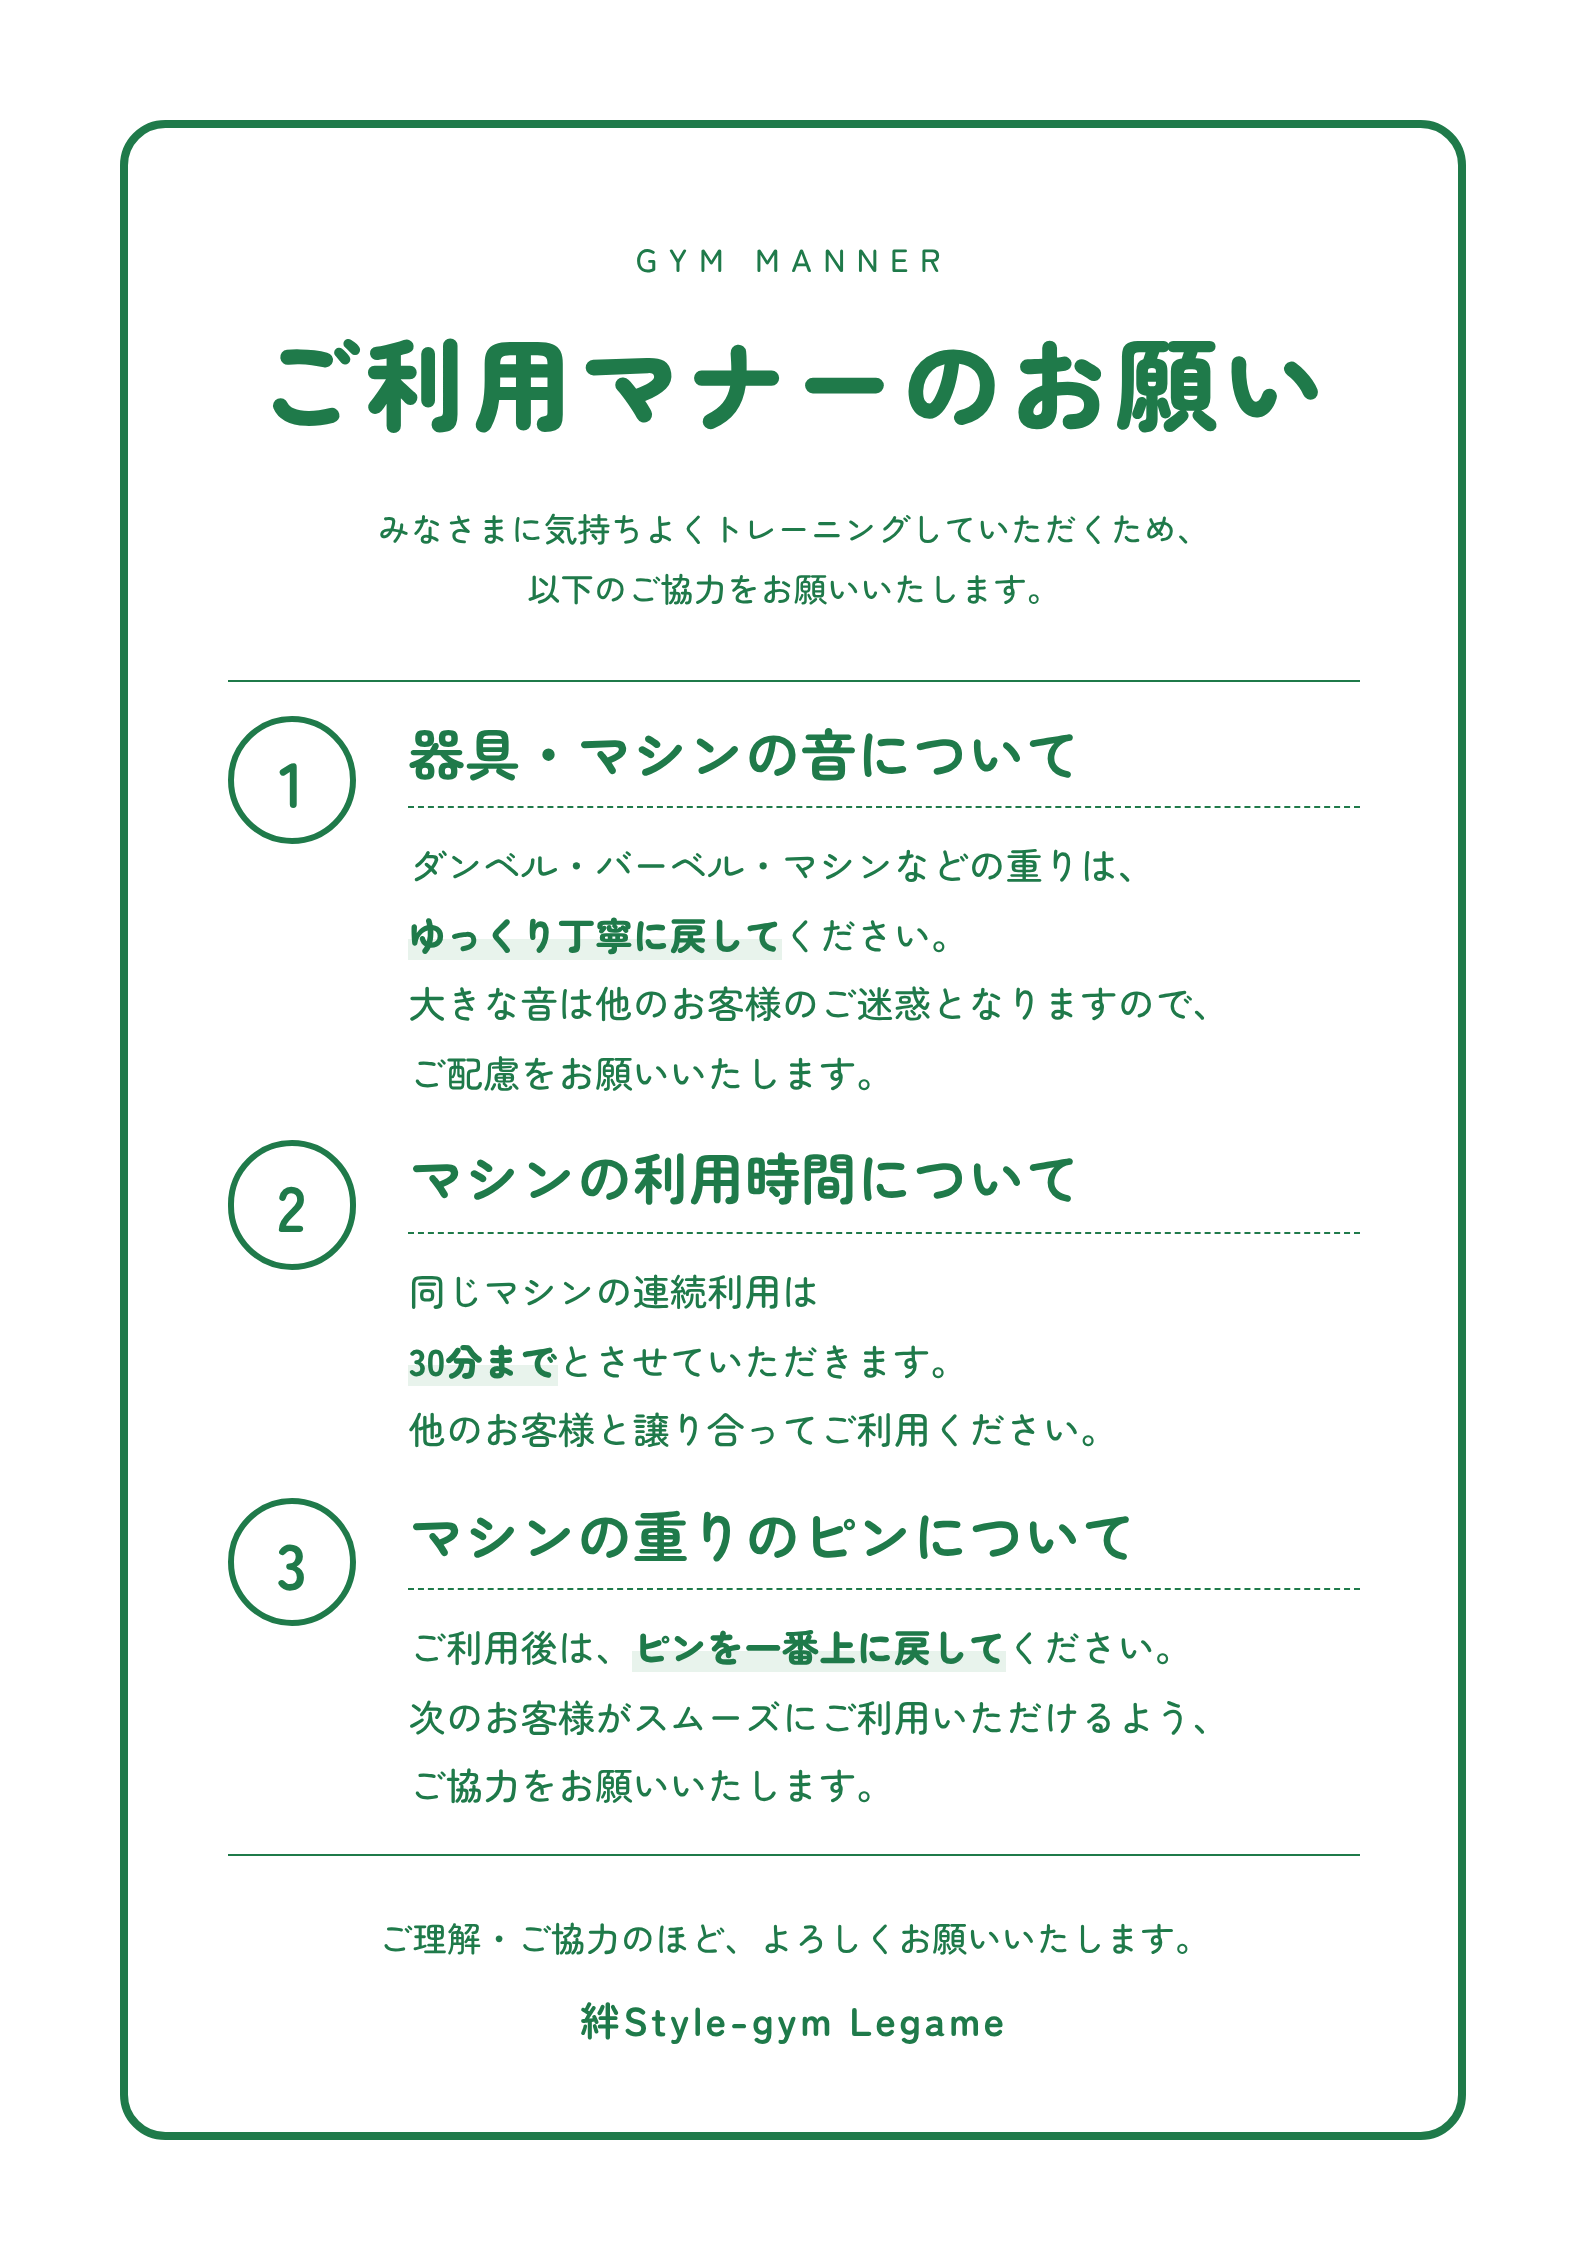 GYM MANNER
ご利用マナーのお願い
みなさまに気持ちよくトレーニングしていただくため、
以下のご協力をお願いいたします。
1
器具・マシンの音について
ダンベル・バーベル・マシンなどの重りは、
ゆっくり丁寧に戻してください。
大きな音は他のお客様のご迷惑となりますので、
ご配慮をお願いいたします。
2
マシンの利用時間について
同じマシンの連続利用は
30分までとさせていただきます。
他のお客様と譲り合ってご利用ください。
3
マシンの重りのピンについて
ご利用後は、ピンを一番上に戻してください。
次のお客様がスムーズにご利用いただけるよう、
ご協力をお願いいたします。
ご理解・ご協力のほど、よろしくお願いいたします。
絆Style-gym Legame